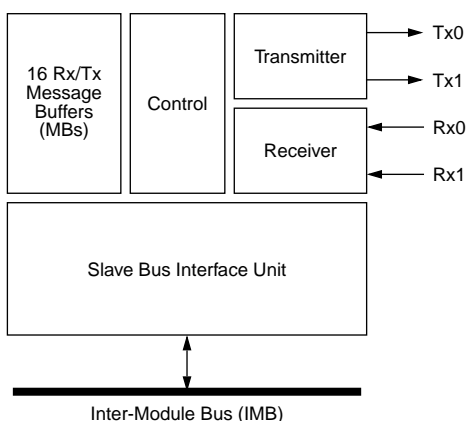 16 Rx/Tx
Message
Buffers
(MBs)
Control
Transmitter
Receiver
Tx0
Tx1
Rx0
Rx1
Slave Bus Interface Unit
Inter-Module Bus (IMB)